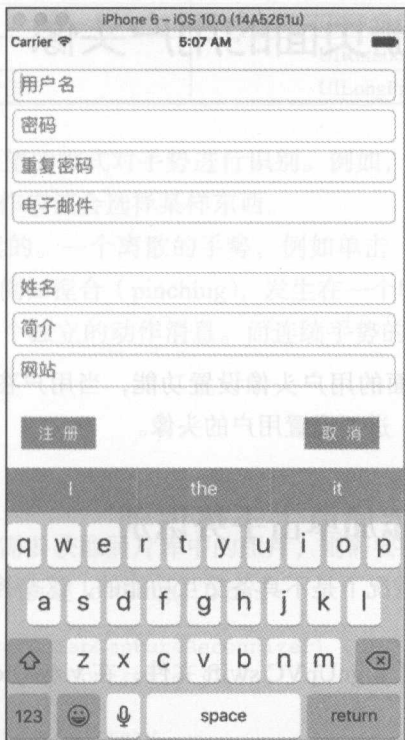 iPhone 6 – iOS 10.0 (14A5261u)
Carrier 5:07 AM
用户名
密码
重复密码
电子邮件
姓名
简介
网站
注 册 取 消
I the it
q w e r t y u i o p
a s d f g h j k l
z x c v b n m
123 space return